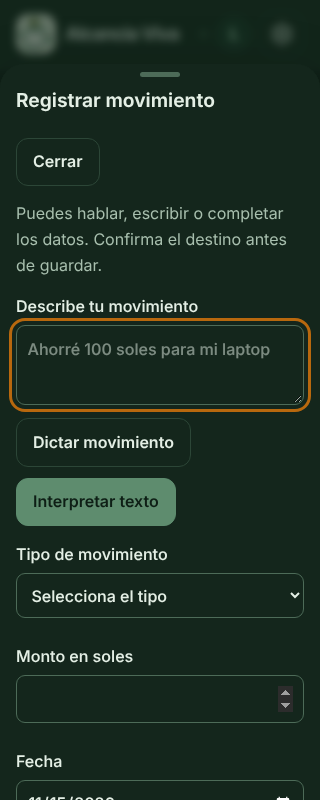 Alcancía Viva
Registrar movimiento
Cerrar
Puedes hablar, escribir o completar
los datos. Confirma el destino antes
de guardar.
Describe tu movimiento
Ahorré 100 soles para mi laptop
Dictar movimiento
Interpretar texto
Tipo de movimiento
Selecciona el tipo
Monto en soles
Fecha